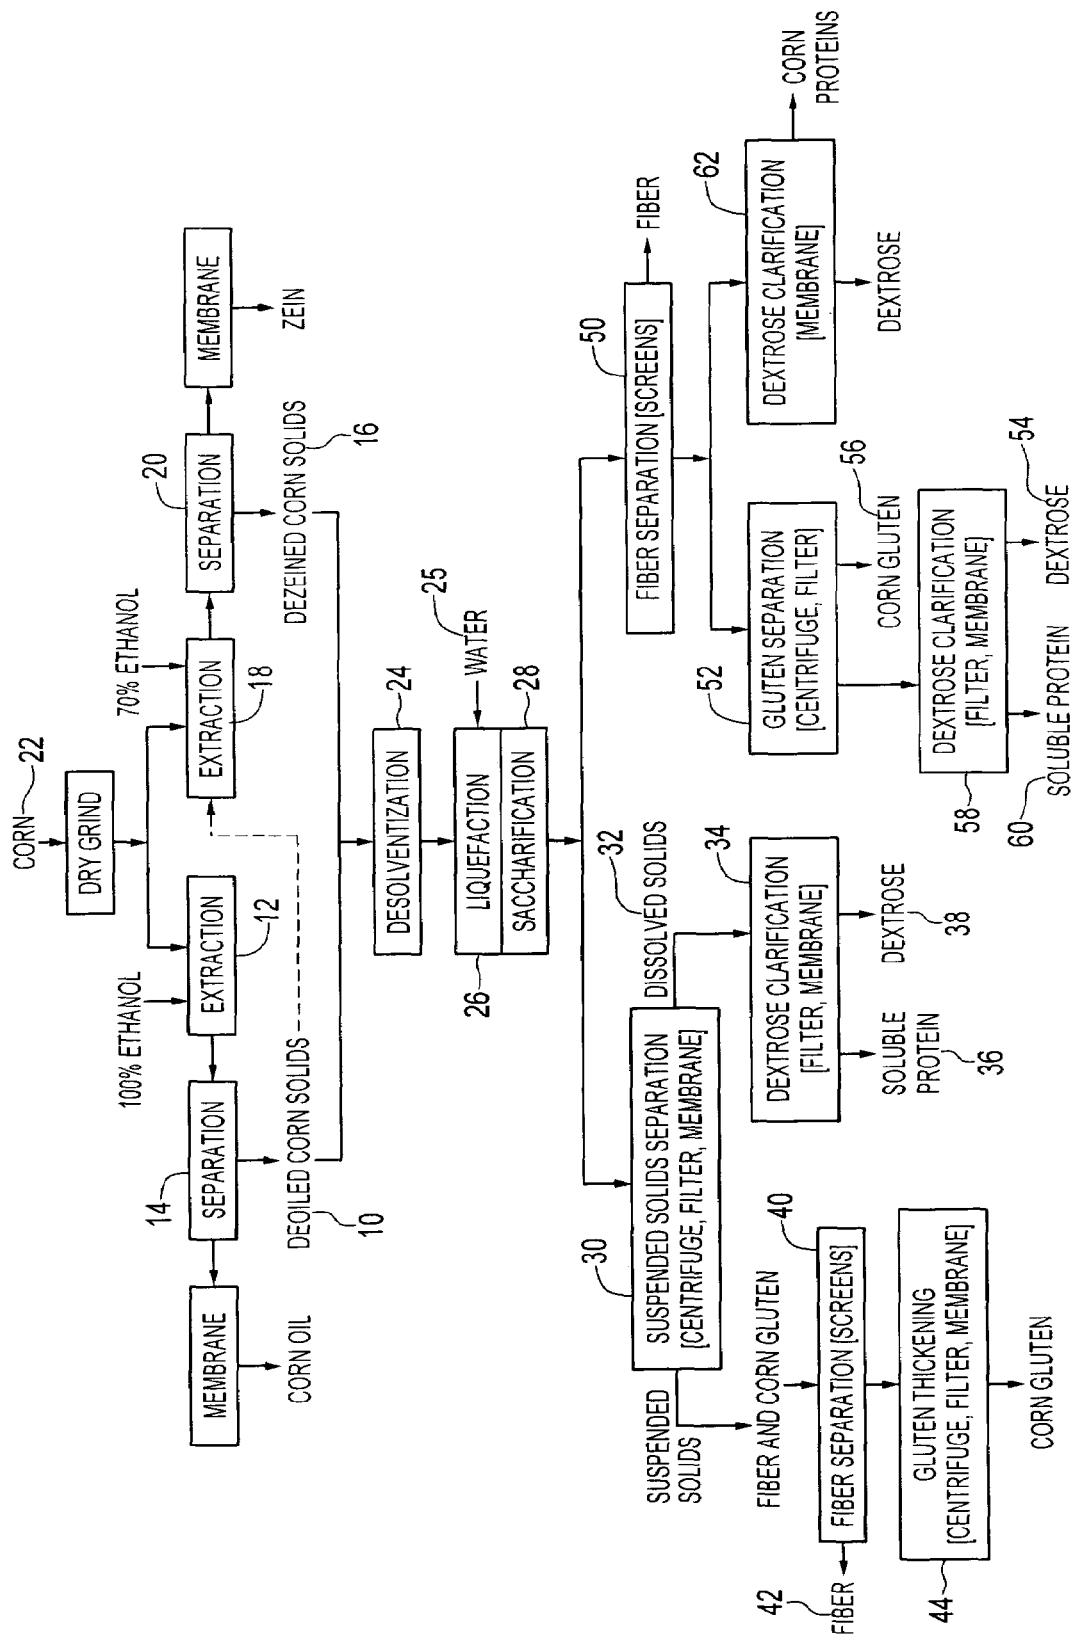 CORN
22
DRY GRIND
100% ETHANOL
70% ETHANOL
EXTRACTION
12
EXTRACTION
18
14
SEPARATION
20
SEPARATION
MEMBRANE
MEMBRANE
CORN OIL
DEOILED CORN SOLIDS
10
DEZEINED CORN SOLIDS
16
ZEIN
DESOLVENTIZATION
24
LIQUEFACTION
WATER
25
26
SACCHARIFICATION
28
30
SUSPENDED SOLIDS SEPARATION
[CENTRIFUGE, FILTER, MEMBRANE]
SUSPENDED
SOLIDS
DISSOLVED SOLIDS
32
DEXTROSE CLARIFICATION
[FILTER, MEMBRANE]
34
SOLUBLE
PROTEIN
36
DEXTROSE
38
FIBER AND CORN GLUTEN
FIBER SEPARATION [SCREENS]
40
42
FIBER
GLUTEN THICKENING
[CENTRIFUGE, FILTER, MEMBRANE]
44
CORN GLUTEN
FIBER SEPARATION [SCREENS]
50
FIBER
52
GLUTEN SEPARATION
[CENTRIFUGE, FILTER]
CORN GLUTEN
56
DEXTROSE CLARIFICATION
[FILTER, MEMBRANE]
58
60
SOLUBLE PROTEIN
DEXTROSE
54
DEXTROSE CLARIFICATION
[MEMBRANE]
62
CORN
PROTEINS
DEXTROSE